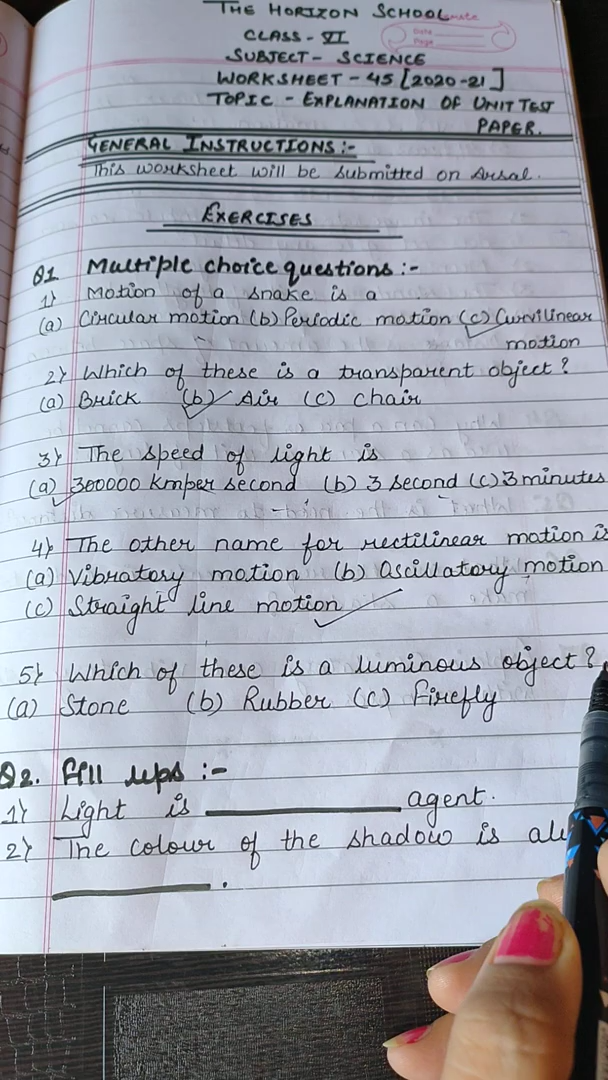 THE HORIZON SCHOOL
CLASS - VI
Date
Page
SUBJECT - SCIENCE
WORKSHEET - 45 [2020-21]
TOPIC - EXPLANATION OF UNIT TEST
PAPER.
GENERAL INSTRUCTIONS :-
This worksheet will be submitted on
EXERCISES
Q1 Multiple choice questions :-
1) Motion of a snake is a
(a) Circular motion (b) Periodic motion (c) Curvilinear
motion
2) Which of these is a transparent object?
(a) Brick (b) Air (c) chair
3) The speed of light is
(a) 300000 km per second (b) 3 second (c) 3 minutes
4) The other name for rectilinear motion is
(a) Vibratory motion (b) Oscillatory motion
(c) Straight line motion
5) Which of these is a luminous object?
(a) Stone (b) Rubber (c) Firefly
Q2. Fill ups :-
1) Light is ________ agent.
2) The colour of the shadow is
________.